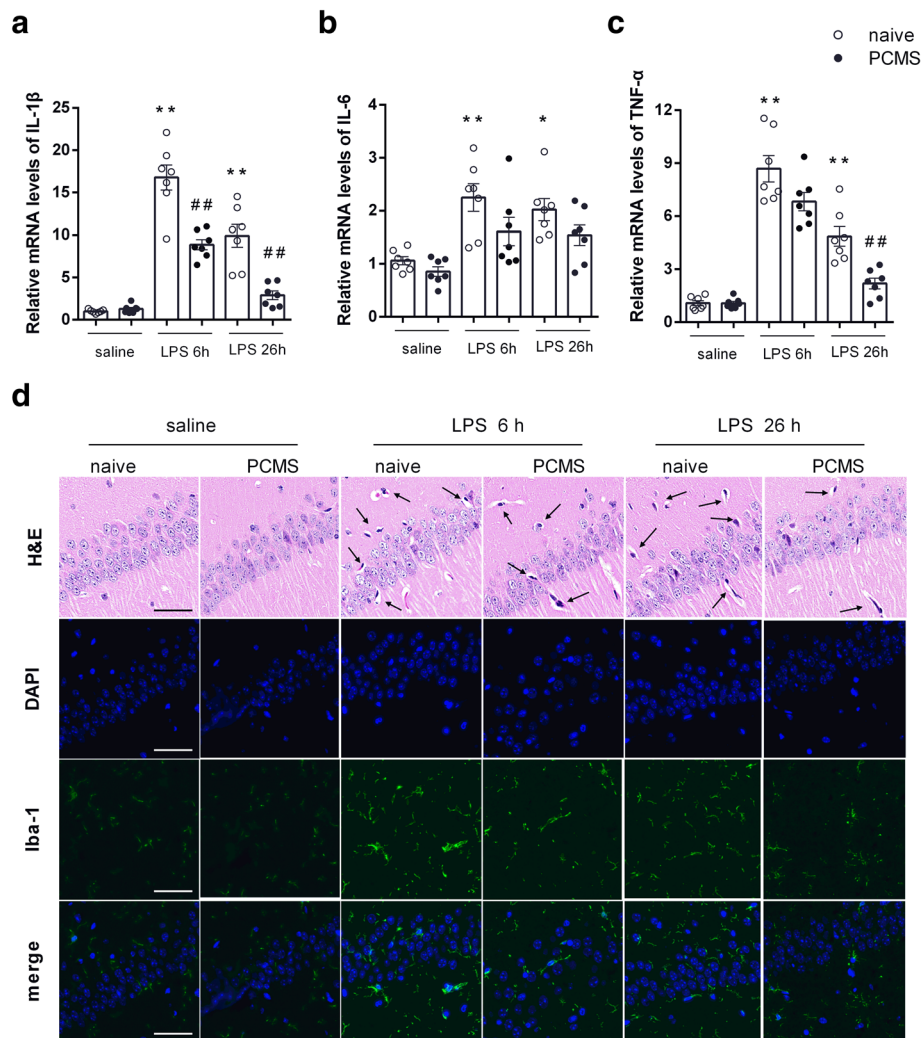 a
b
c
naive
PCMS
Relative mRNA levels of IL-1β
25
20
15
10
5
0
**
##
**
##
saline
LPS 6h
LPS 26h
Relative mRNA levels of IL-6
4
3
2
1
0
**
*
saline
LPS 6h
LPS 26h
Relative mRNA levels of TNF-α
12
9
6
3
0
**
**
##
saline
LPS 6h
LPS 26h
d
saline
LPS 6 h
LPS 26 h
naive
PCMS
naive
PCMS
naive
PCMS
H&E
DAPI
Iba-1
merge